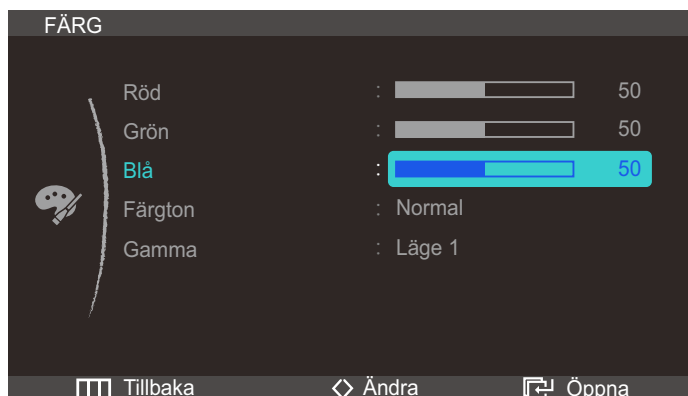 FÄRG
Röd : 50
Grön : 50
Blå : 50
Färgton : Normal
Gamma : Läge 1
Tillbaka Ändra Öppna